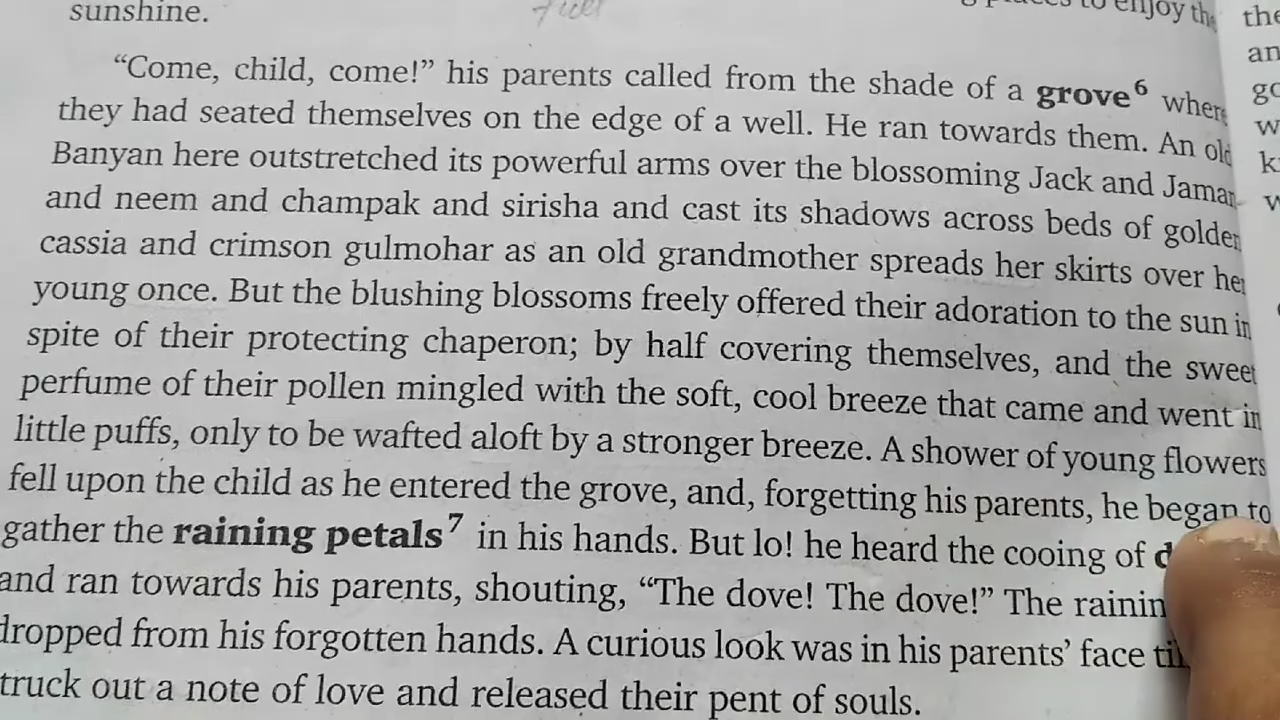 sunshine.
places to enjoy the
"Come, child, come!" his parents called from the shade of a grove⁶ where
they had seated themselves on the edge of a well. He ran towards them. An old
Banyan here outstretched its powerful arms over the blossoming Jack and Jaman
and neem and champak and sirisha and cast its shadows across beds of golden
cassia and crimson gulmohar as an old grandmother spreads her skirts over her
young once. But the blushing blossoms freely offered their adoration to the sun in
spite of their protecting chaperon; by half covering themselves, and the sweet
perfume of their pollen mingled with the soft, cool breeze that came and went in
little puffs, only to be wafted aloft by a stronger breeze. A shower of young flowers
fell upon the child as he entered the grove, and, forgetting his parents, he began to
gather the raining petals⁷ in his hands. But lo! he heard the cooing of
and ran towards his parents, shouting, "The dove! The dove!" The rainin
dropped from his forgotten hands. A curious look was in his parents' face
truck out a note of love and released their pent of souls.
the
an